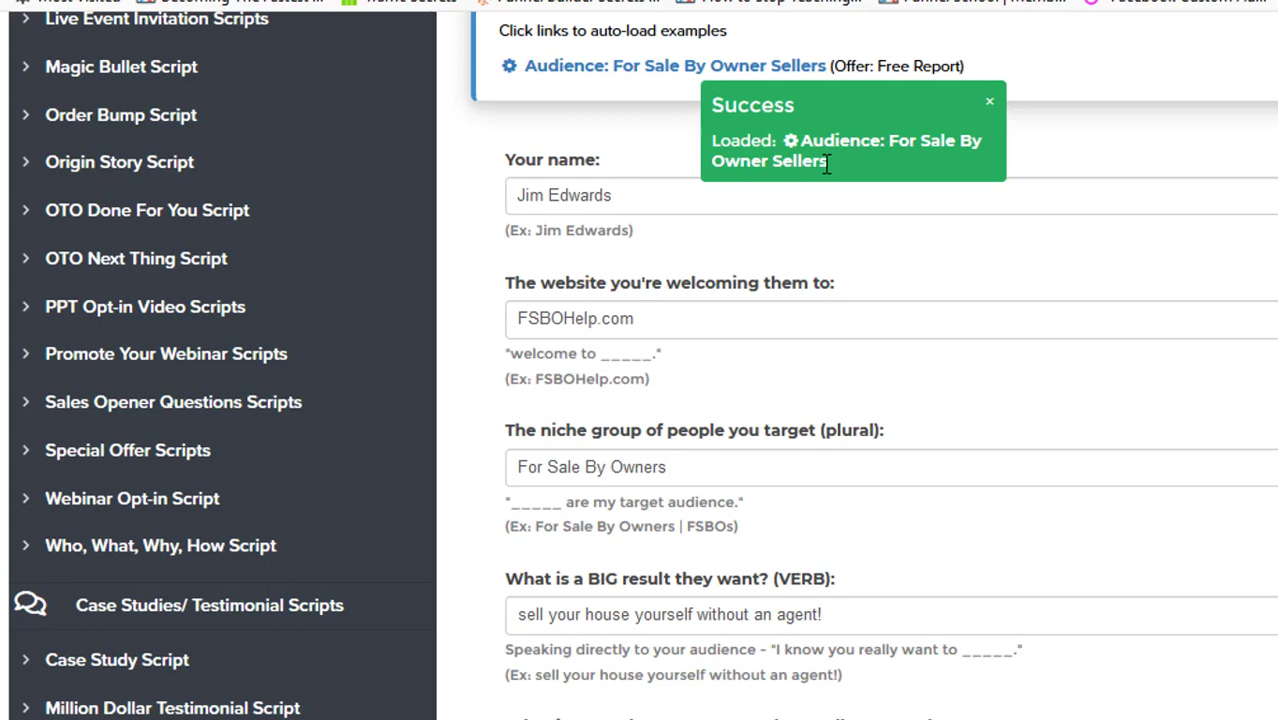 Live Event Invitation Scripts
Magic Bullet Script
Order Bump Script
Origin Story Script
OTO Done For You Script
OTO Next Thing Script
PPT Opt-in Video Scripts
Promote Your Webinar Scripts
Sales Opener Questions Scripts
Special Offer Scripts
Webinar Opt-in Script
Who, What, Why, How Script
Case Studies/ Testimonial Scripts
Case Study Script
Million Dollar Testimonial Script
Click links to auto-load examples
Audience: For Sale By Owner Sellers (Offer: Free Report)
Success
×
Loaded: Audience: For Sale By
Owner Sellers
Your name:
Jim Edwards
(Ex: Jim Edwards)
The website you're welcoming them to:
FSBOHelp.com
"welcome to _____."
(Ex: FSBOHelp.com)
The niche group of people you target (plural):
For Sale By Owners
"_____ are my target audience."
(Ex: For Sale By Owners | FSBOs)
What is a BIG result they want? (VERB):
sell your house yourself without an agent!
Speaking directly to your audience - "I know you really want to _____."
(Ex: sell your house yourself without an agent!)